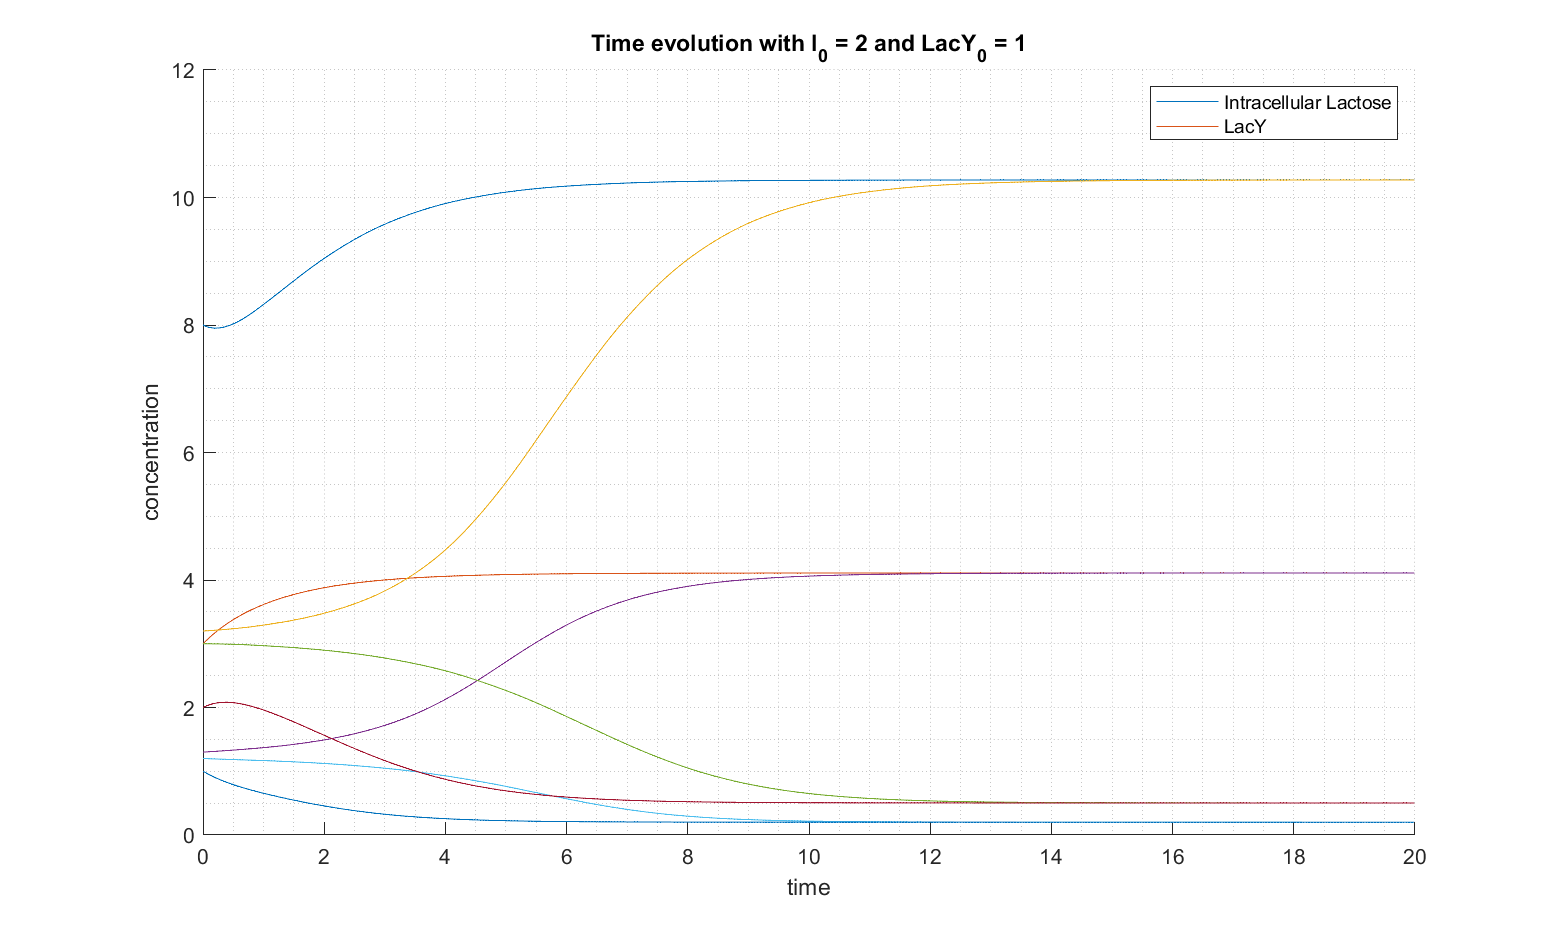 Time evolution with I₀ = 2 and LacY₀ = 1
Intracellular Lactose
LacY
concentration
12
10
8
6
4
2
0
0 2 4 6 8 10 12 14 16 18 20
time